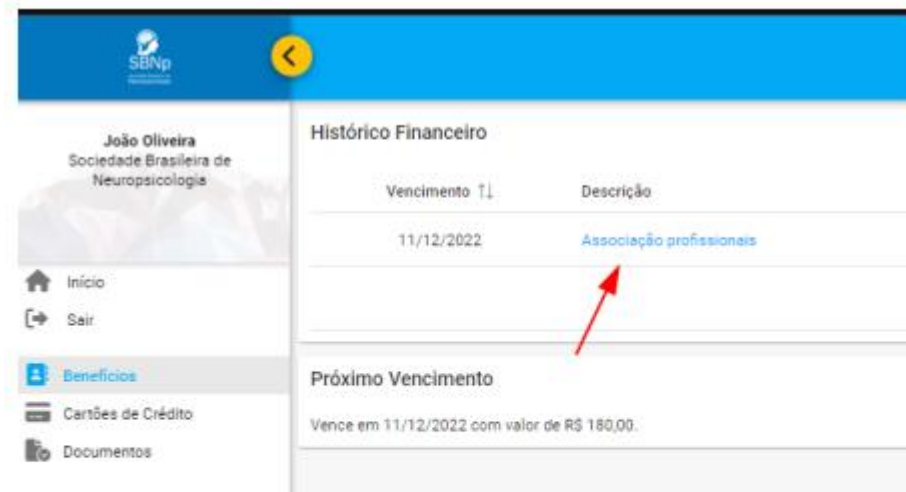 SBNp
João Oliveira
Sociedade Brasileira de
Neuropsicologia
Início
Sair
Benefícios
Cartões de Crédito
Documentos
Histórico Financeiro
Vencimento Descrição
11/12/2022 Associação profissionais
Próximo Vencimento
Vence em 11/12/2022 com valor de R$ 180,00.